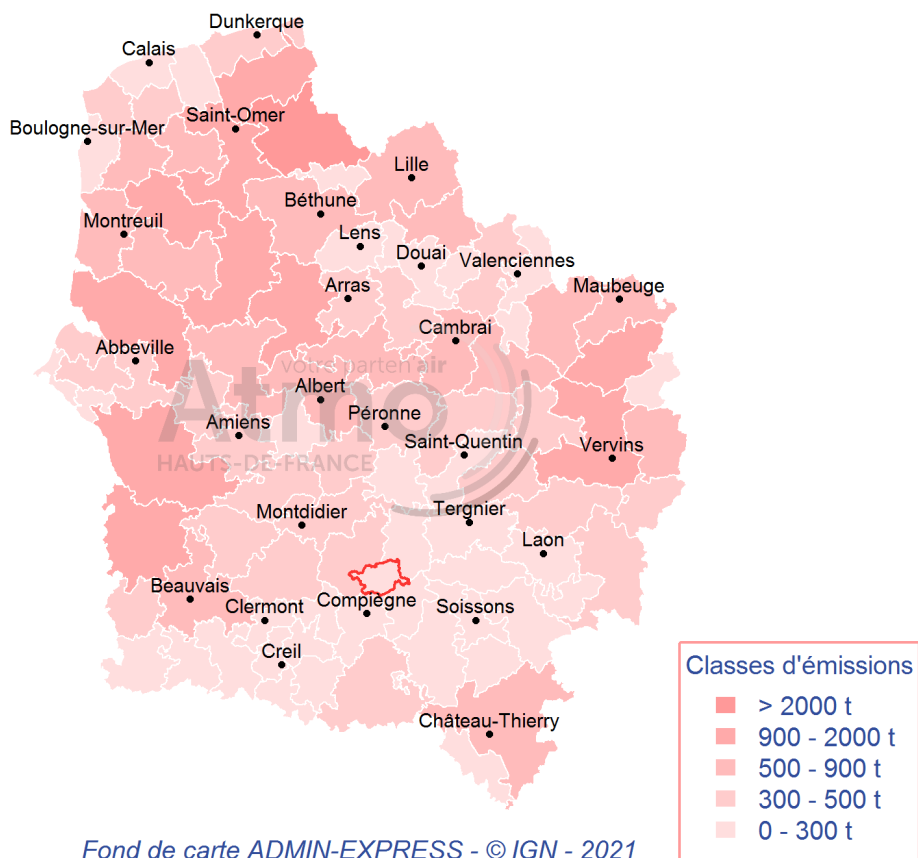 Dunkerque
Calais
Saint-Omer
Boulogne-sur-Mer
Lille
Béthune
Montreuil
Lens
Douai
Valenciennes
Arras
Maubeuge
Cambrai
Abbeville
votre parten'air
Atmo
HAUTS-DE-FRANCE
Albert
Péronne
Amiens
Saint-Quentin
Vervins
Montdidier
Tergnier
Laon
Beauvais
Clermont
Compiègne
Soissons
Creil
Château-Thierry
Classes d'émissions
> 2000 t
900 - 2000 t
500 - 900 t
300 - 500 t
0 - 300 t
Fond de carte ADMIN-EXPRESS - © IGN - 2021